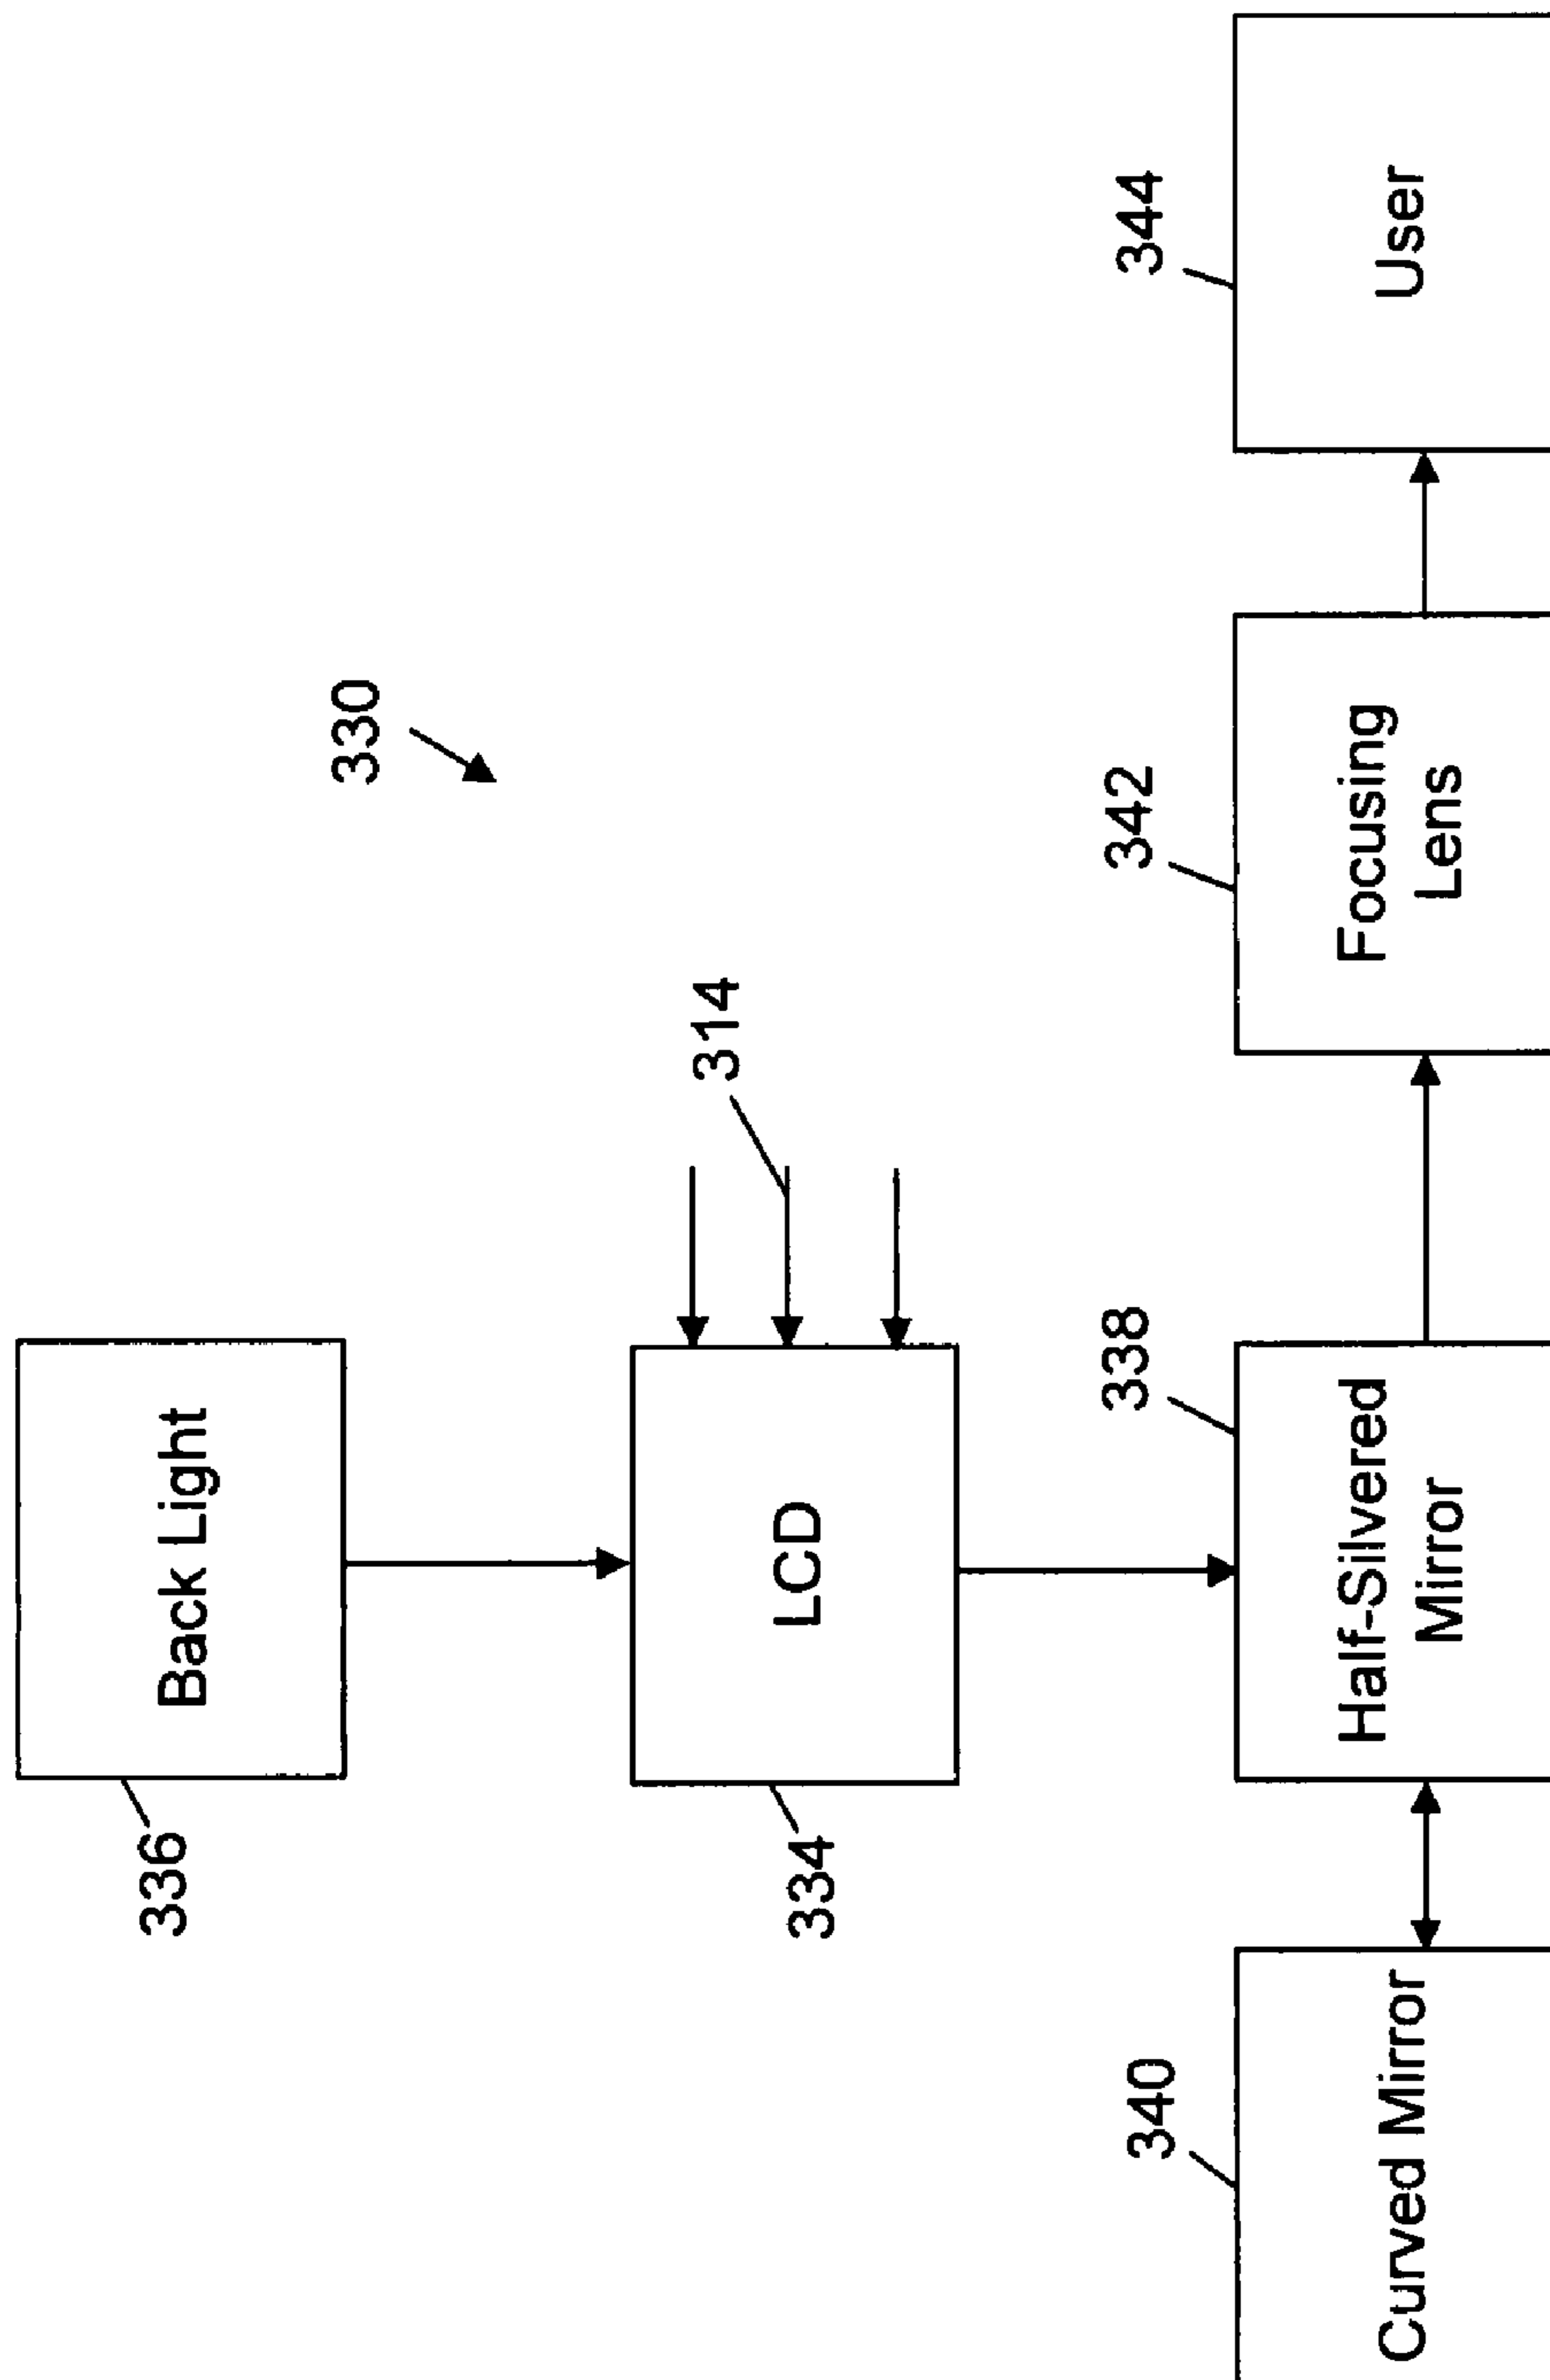 336
Back Light
330
314
334
LCD
340
338
342
344
Curved Mirror
Half-Silvered
Mirror
Focusing
Lens
User